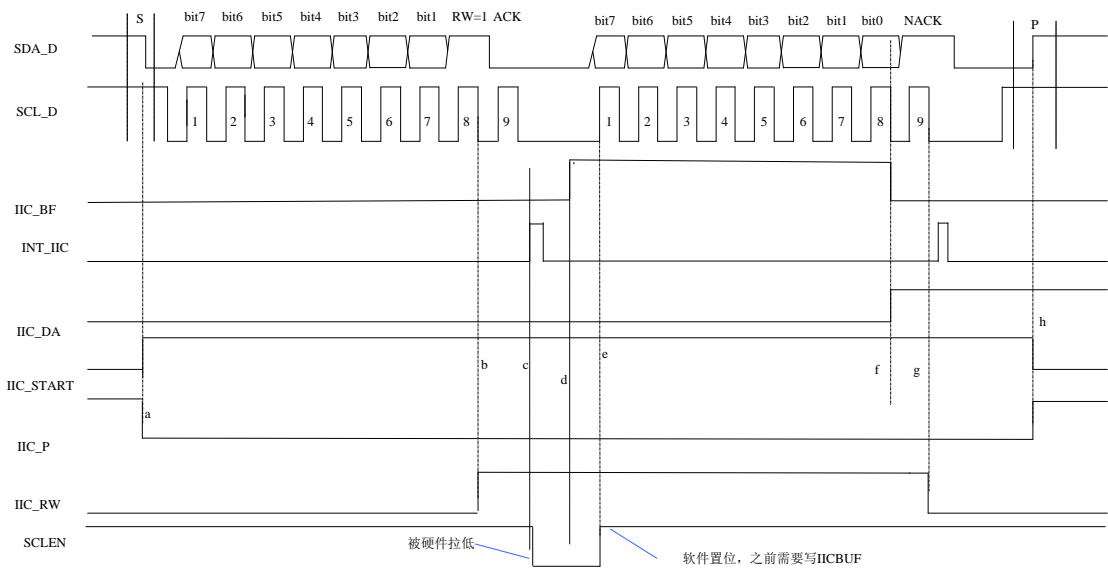 S bit7 bit6 bit5 bit4 bit3 bit2 bit1 RW=1 ACK bit7 bit6 bit5 bit4 bit3 bit2 bit1 bit0 NACK P
SDA_D
SCL_D
1 2 3 4 5 6 7 8 9 1 2 3 4 5 6 7 8 9
IIC_BF
INT_IIC
IIC_DA
h
b c d e f g
IIC_START
a
IIC_P
IIC_RW
SCLEN
被硬件拉低
软件置位，之前需要写IICBUF